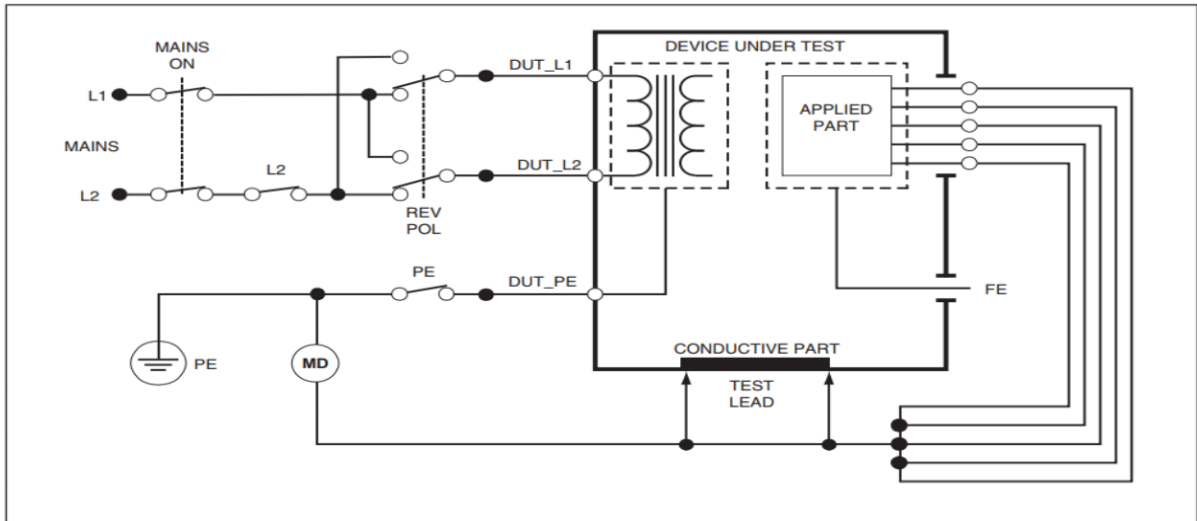 MAINS
ON
L1
MAINS
L2
L2
REV
POL
DUT_L1
DUT_L2
DEVICE UNDER TEST
APPLIED
PART
PE
DUT_PE
FE
PE
MD
CONDUCTIVE PART
TEST
LEAD